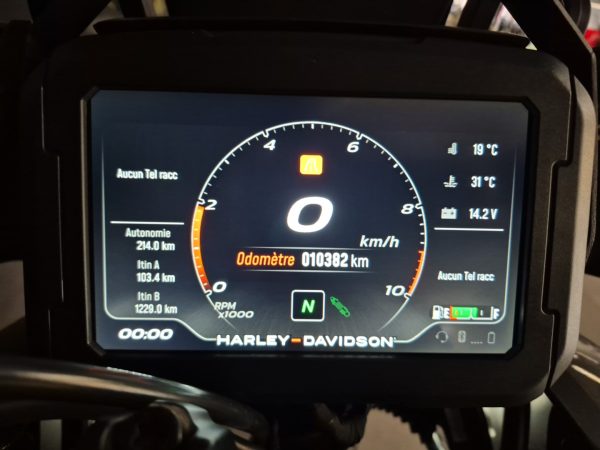 4 6
19 °C
Aucun Tel racc
31 °C
2 0 8
14.2 V
Autonomie
214.0 km
km/h
Odomètre 010382 km
Itin A
103.4 km
Aucun Tel racc
Itin B
1229.0 km
0 10
RPM
x1000
N
E F
00:00
HARLEY-DAVIDSON